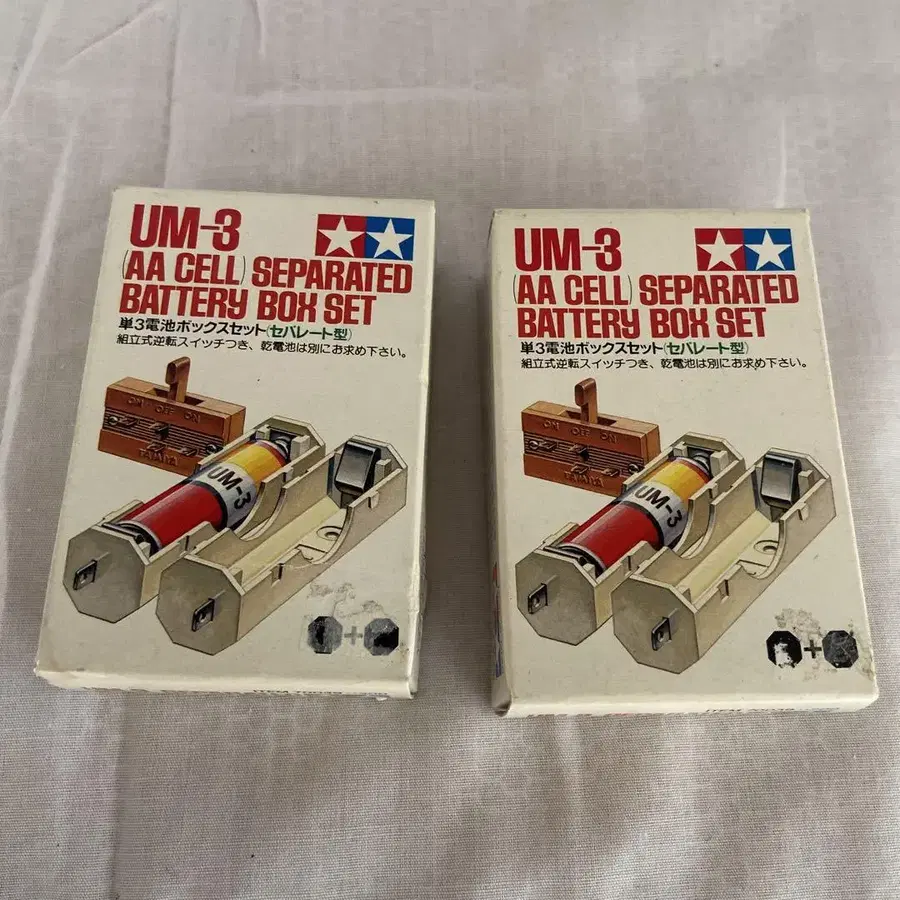 UM-3
(AA CELL) SEPARATED
BATTERY BOX SET
単3電池ボックスセット(セパレート型)
組立式逆転スイッチつき、乾電池は別にお求め下さい。
ON OFF ON
TAMIYA
UM-3
+
UM-3
(AA CELL) SEPARATED
BATTERY BOX SET
単3電池ボックスセット(セパレート型)
組立式逆転スイッチつき、乾電池は別にお求め下さい。
ON OFF ON
TAMIYA
UM-3
+